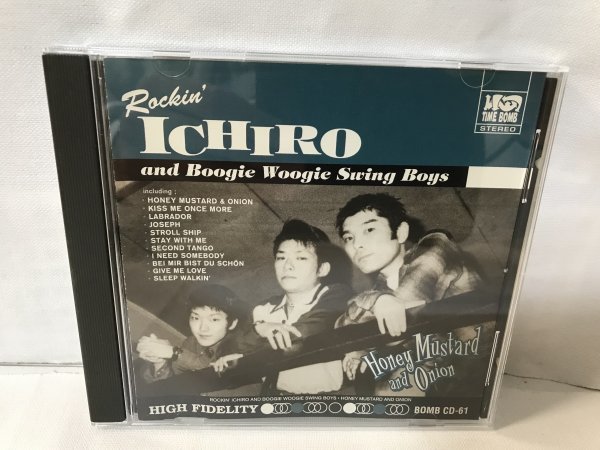 Rockin'
ICHIRO
and Boogie Woogie Swing Boys
TIME BOMB
STEREO
including :
· HONEY MUSTARD & ONION
· KISS ME ONCE MORE
· LABRADOR
· JOSEPH
· STROLL SHIP
· STAY WITH ME
· SECOND TANGO
· I NEED SOMEBODY
· BEI MIR BIST DU SCHÖN
· GIVE ME LOVE
· SLEEP WALKIN'
Honey Mustard
and Onion
ROCKIN' ICHIRO AND BOOGIE WOOGIE SWING BOYS · HONEY MUSTARD AND ONION
HIGH FIDELITY
BOMB CD-61